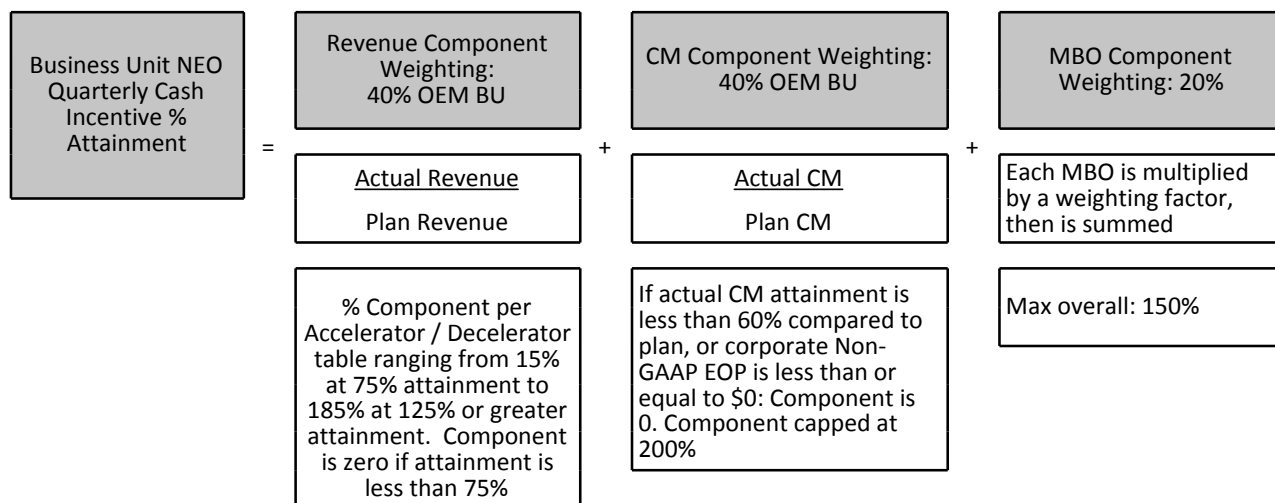 Business Unit NEO
Quarterly Cash
Incentive %
Attainment
=
Revenue Component
Weighting:
40% OEM BU
Actual Revenue
Plan Revenue
% Component per
Accelerator / Decelerator
table ranging from 15%
at 75% attainment to
185% at 125% or greater
attainment.  Component
is zero if attainment is
less than 75%
+
CM Component Weighting:
40% OEM BU
Actual CM
Plan CM
If actual CM attainment is
less than 60% compared to
plan, or corporate Non-
GAAP EOP is less than or
equal to $0: Component is
0. Component capped at
200%
+
MBO Component
Weighting: 20%
Each MBO is multiplied
by a weighting factor,
then is summed
Max overall: 150%